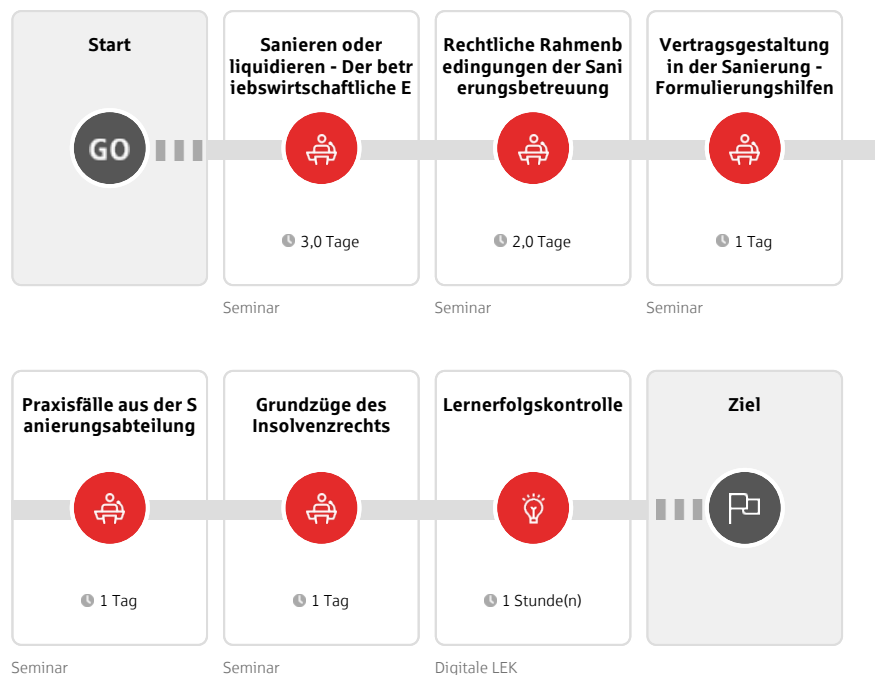 Start
GO
Sanieren oder
liquidieren - Der betr
iebswirtschaftliche E
3,0 Tage
Seminar
Rechtliche Rahmenb
edingungen der Sani
erungsbetreuung
2,0 Tage
Seminar
Vertragsgestaltung
in der Sanierung -
Formulierungshilfen
1 Tag
Seminar
Praxisfälle aus der S
anierungsabteilung
1 Tag
Seminar
Grundzüge des
Insolvenzrechts
1 Tag
Seminar
Lernerfolgskontrolle
1 Stunde(n)
Digitale LEK
Ziel